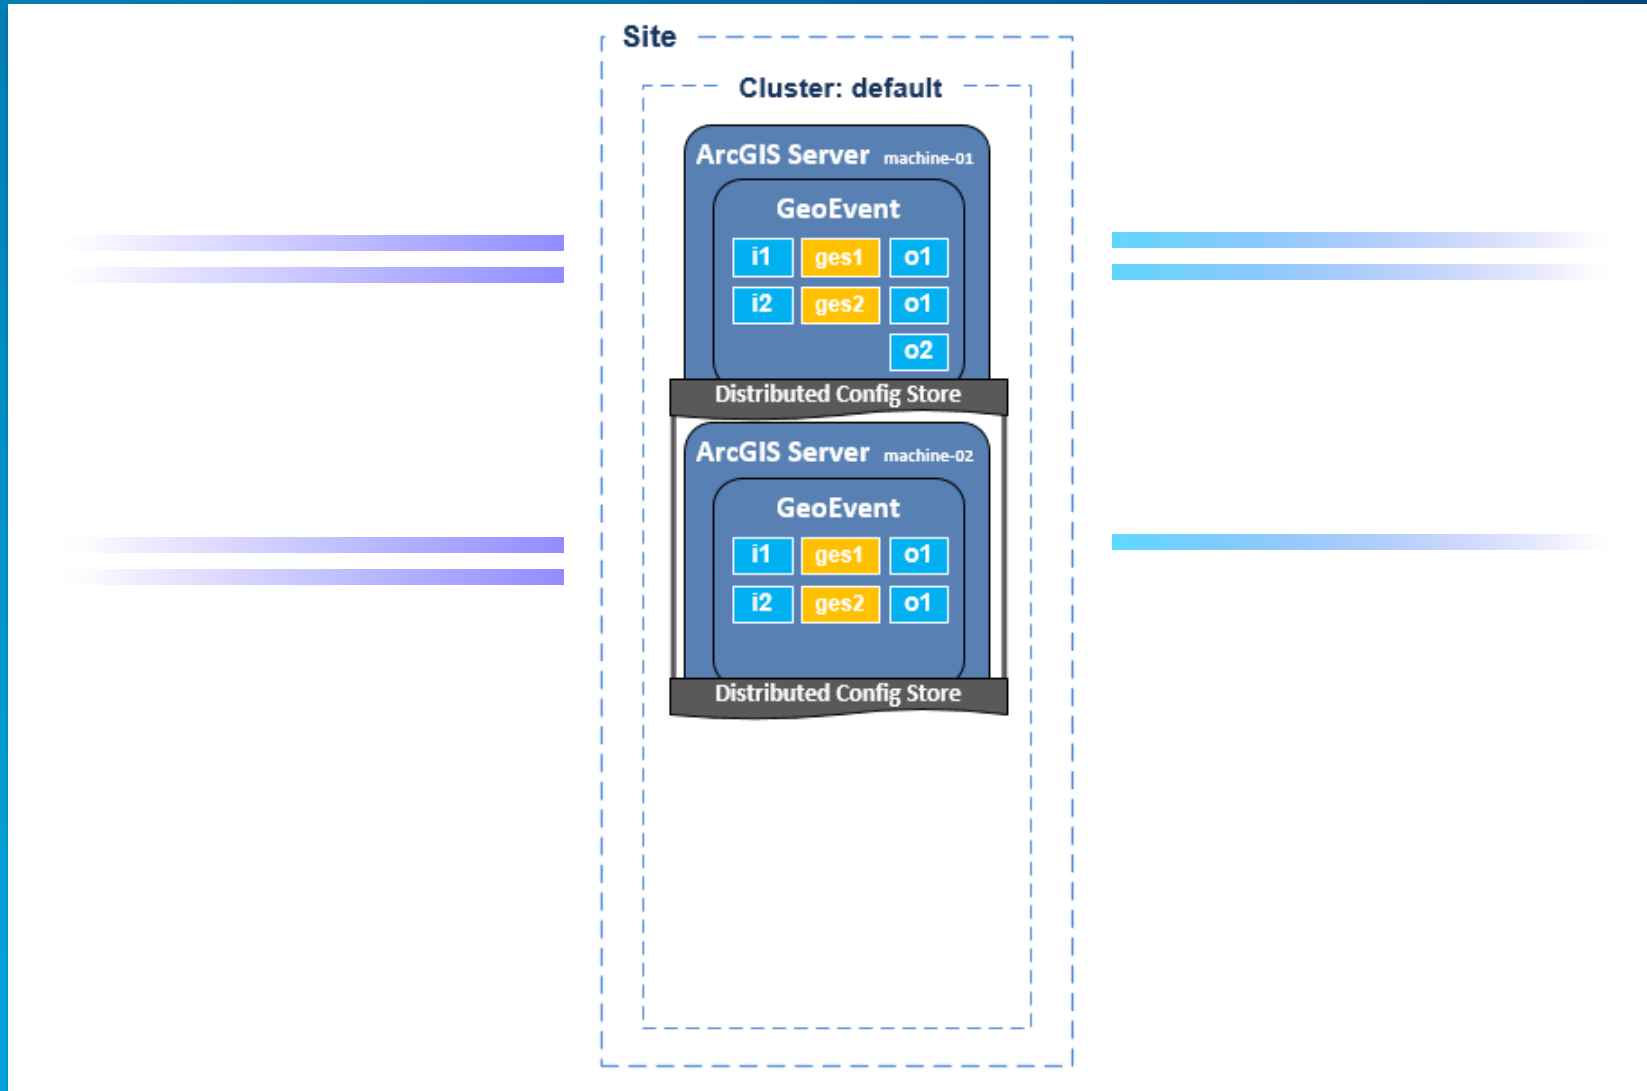 Site
Cluster: default
ArcGIS Server machine-01
GeoEvent
i1 ges1 o1
i2 ges2 o1
o2
Distributed Config Store
ArcGIS Server machine-02
GeoEvent
i1 ges1 o1
i2 ges2 o1
Distributed Config Store